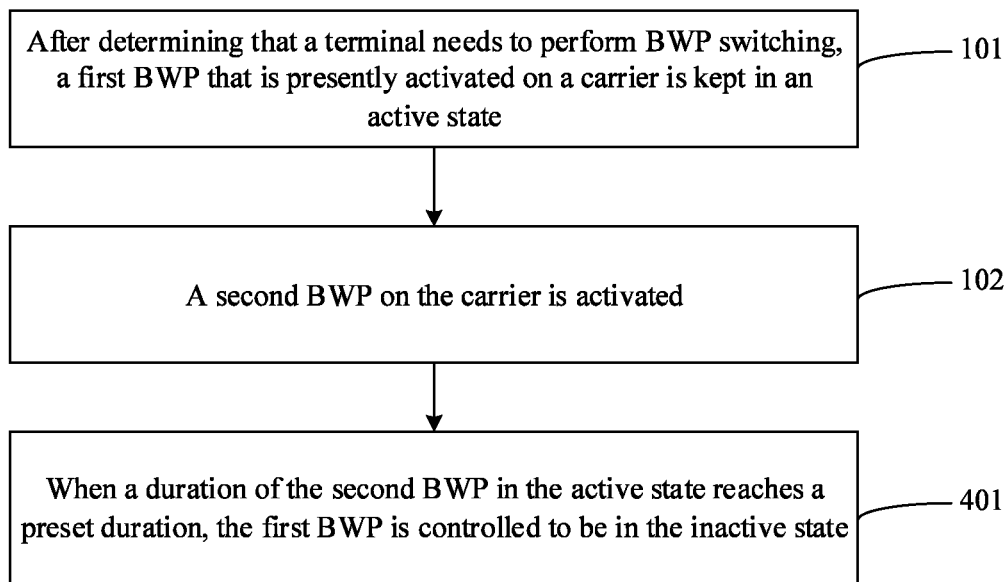 After determining that a terminal needs to perform BWP switching,
a first BWP that is presently activated on a carrier is kept in an
active state
101
A second BWP on the carrier is activated
102
When a duration of the second BWP in the active state reaches a
preset duration, the first BWP is controlled to be in the inactive state
401